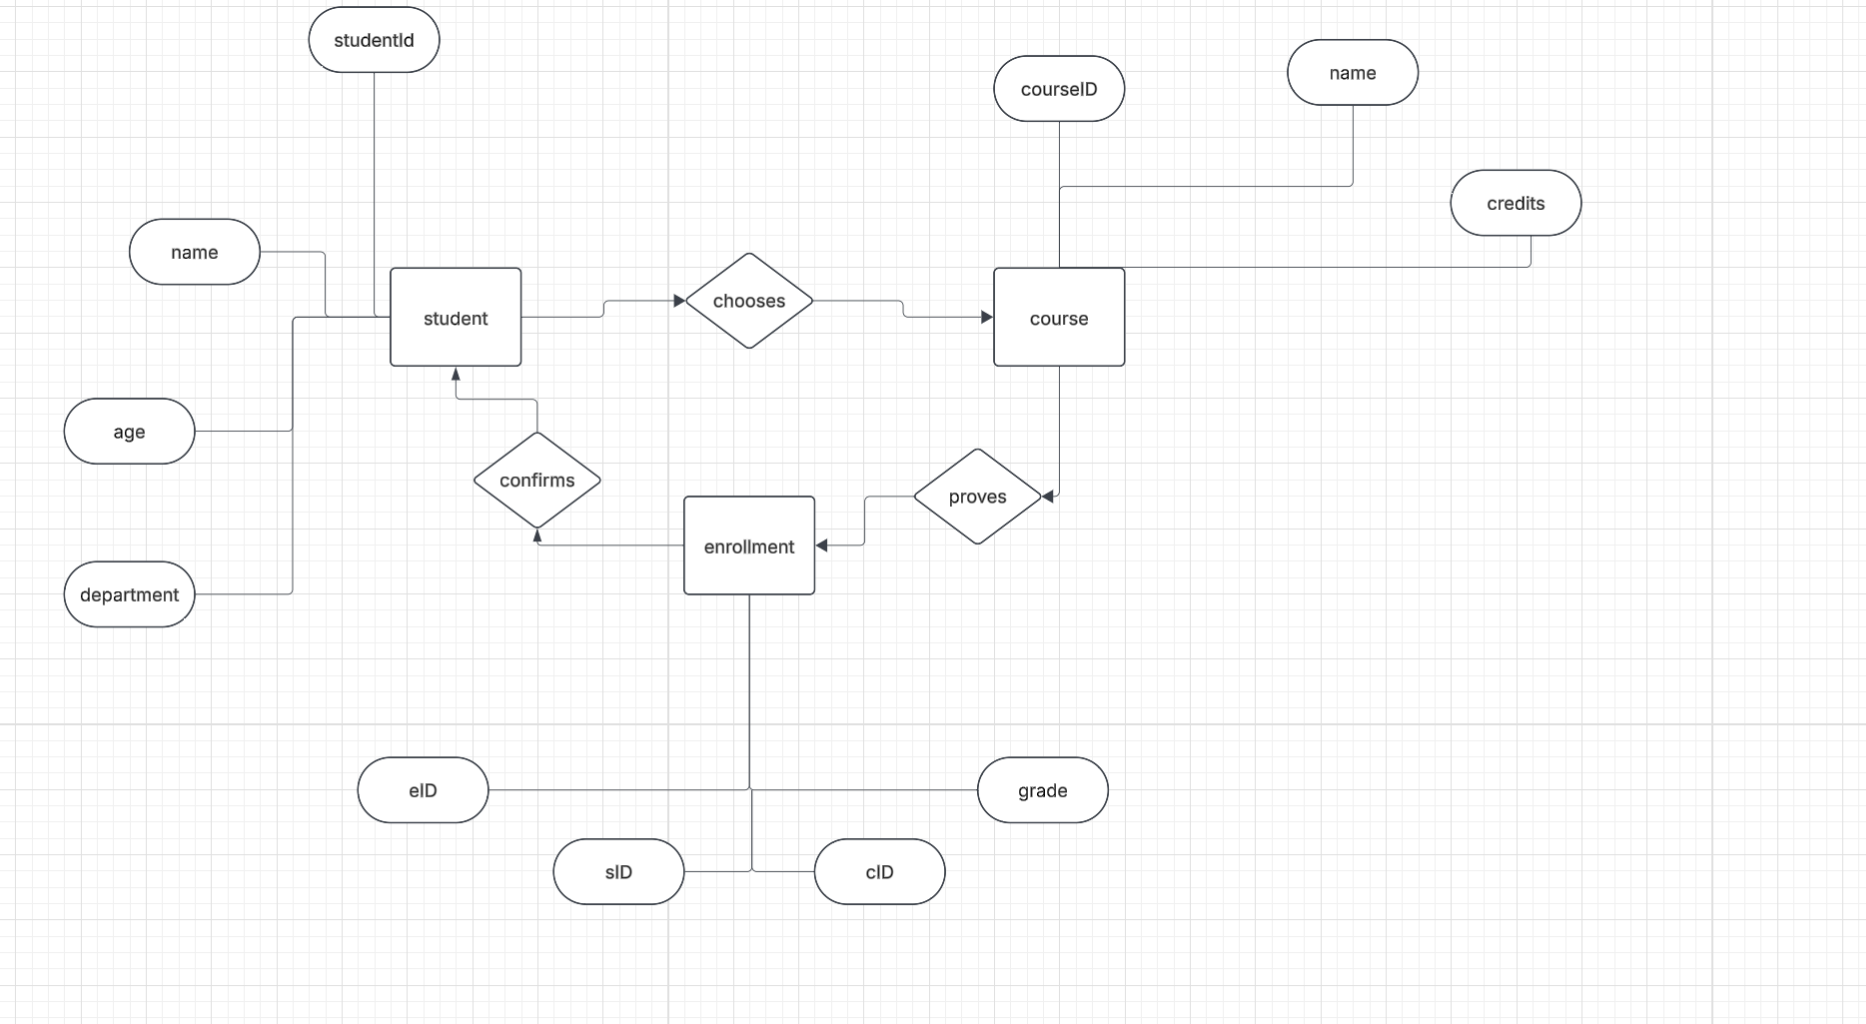 studentId
name
courseID
credits
name
student
chooses
course
age
confirms
proves
enrollment
department
eID
grade
sID
cID